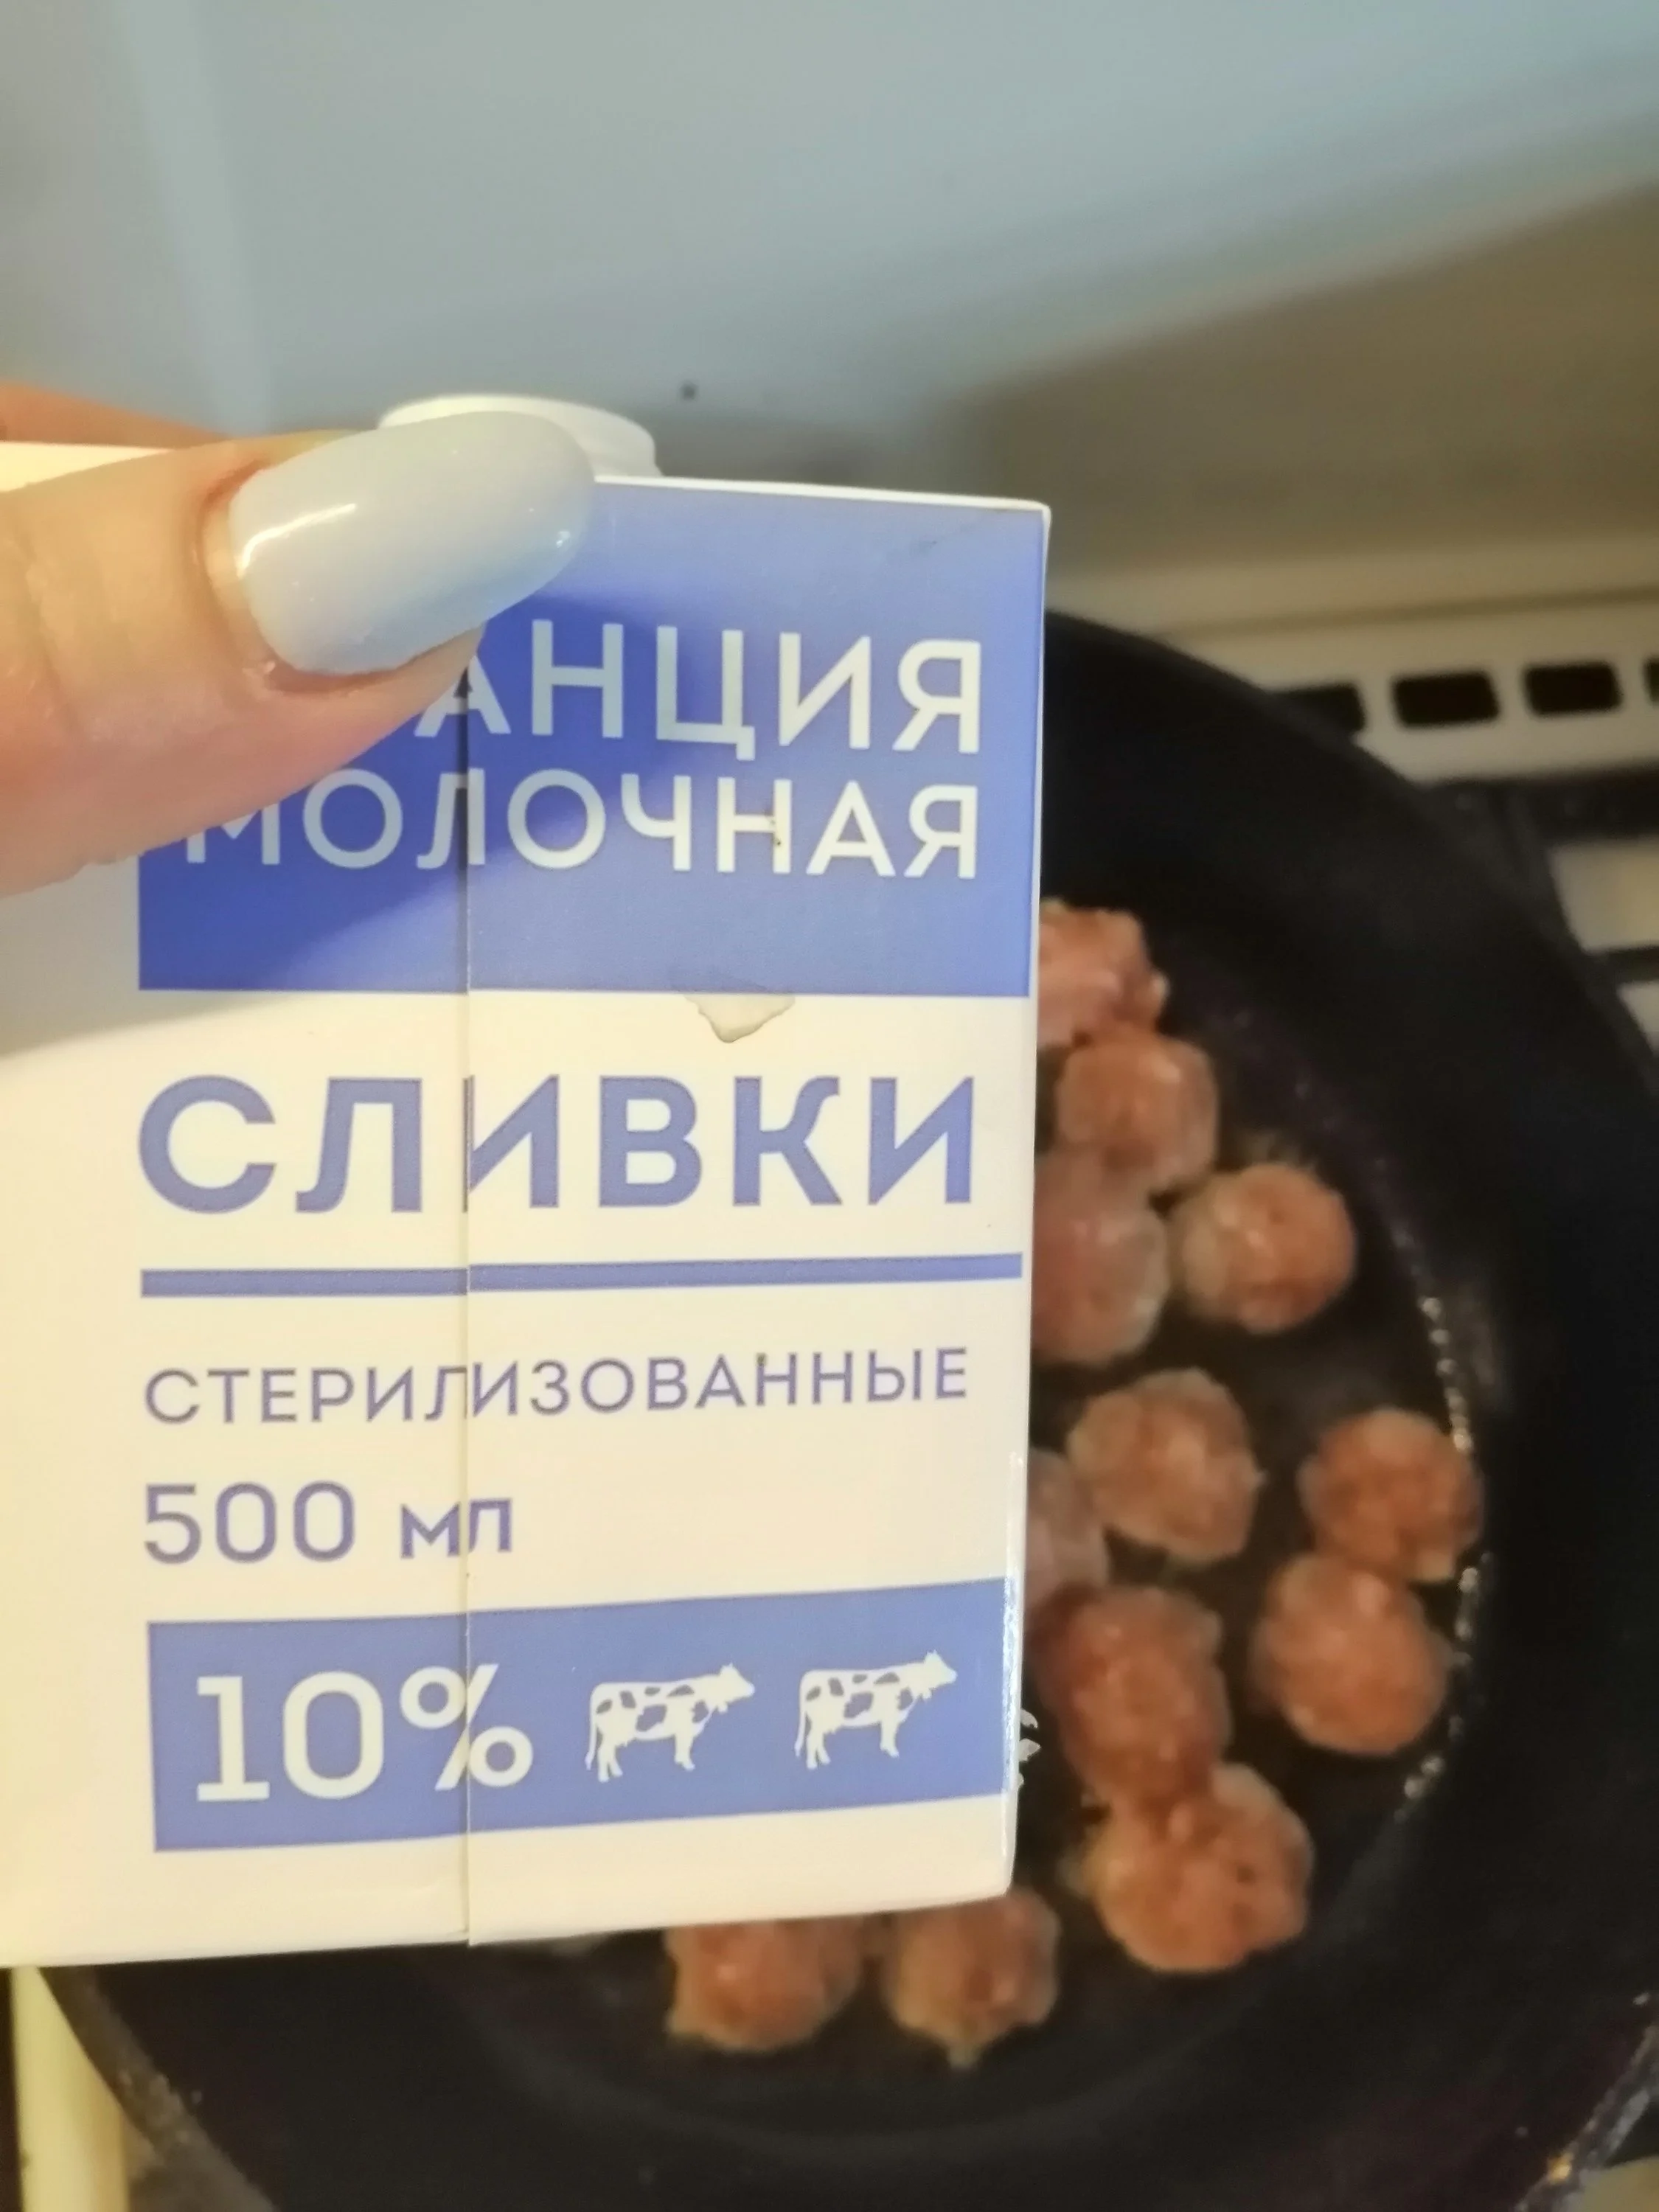 АНЦИЯ
МОЛОЧНАЯ
СЛИВКИ
СТЕРИЛИЗОВАННЫЕ
500 мл
10%